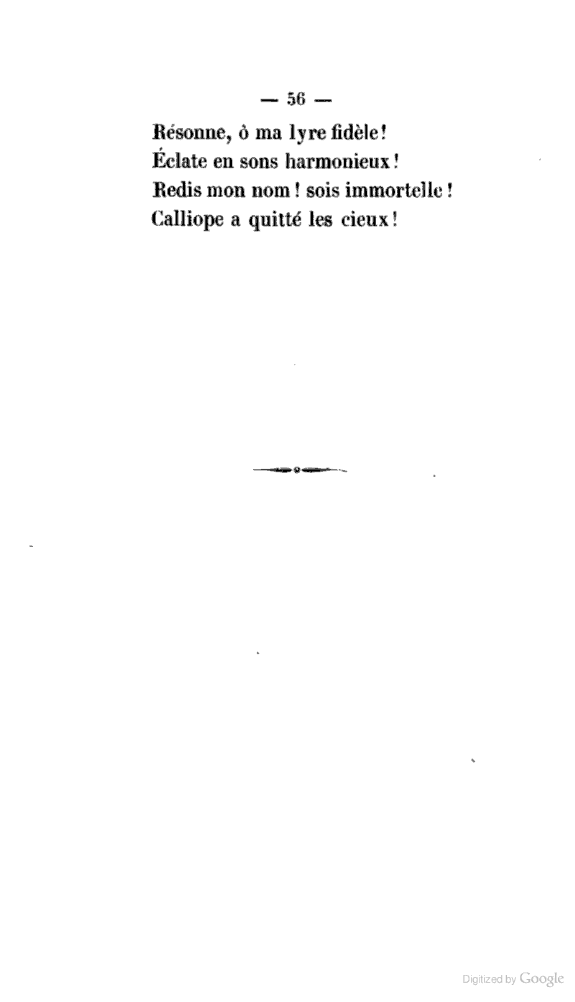 — 56 —
Résonne, ô ma lyre fidèle!
Éclate en sons harmonieux!
Redis mon nom! sois immortelle!
Calliope a quitté les cieux!
Digitized by Google